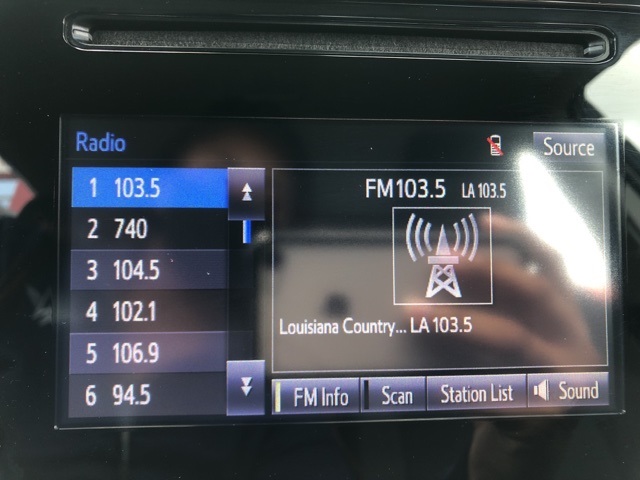 Radio
Source
1 103.5
2 740
3 104.5
4 102.1
5 106.9
6 94.5
FM103.5 LA 103.5
Louisiana Country... LA 103.5
FM Info
Scan
Station List
Sound